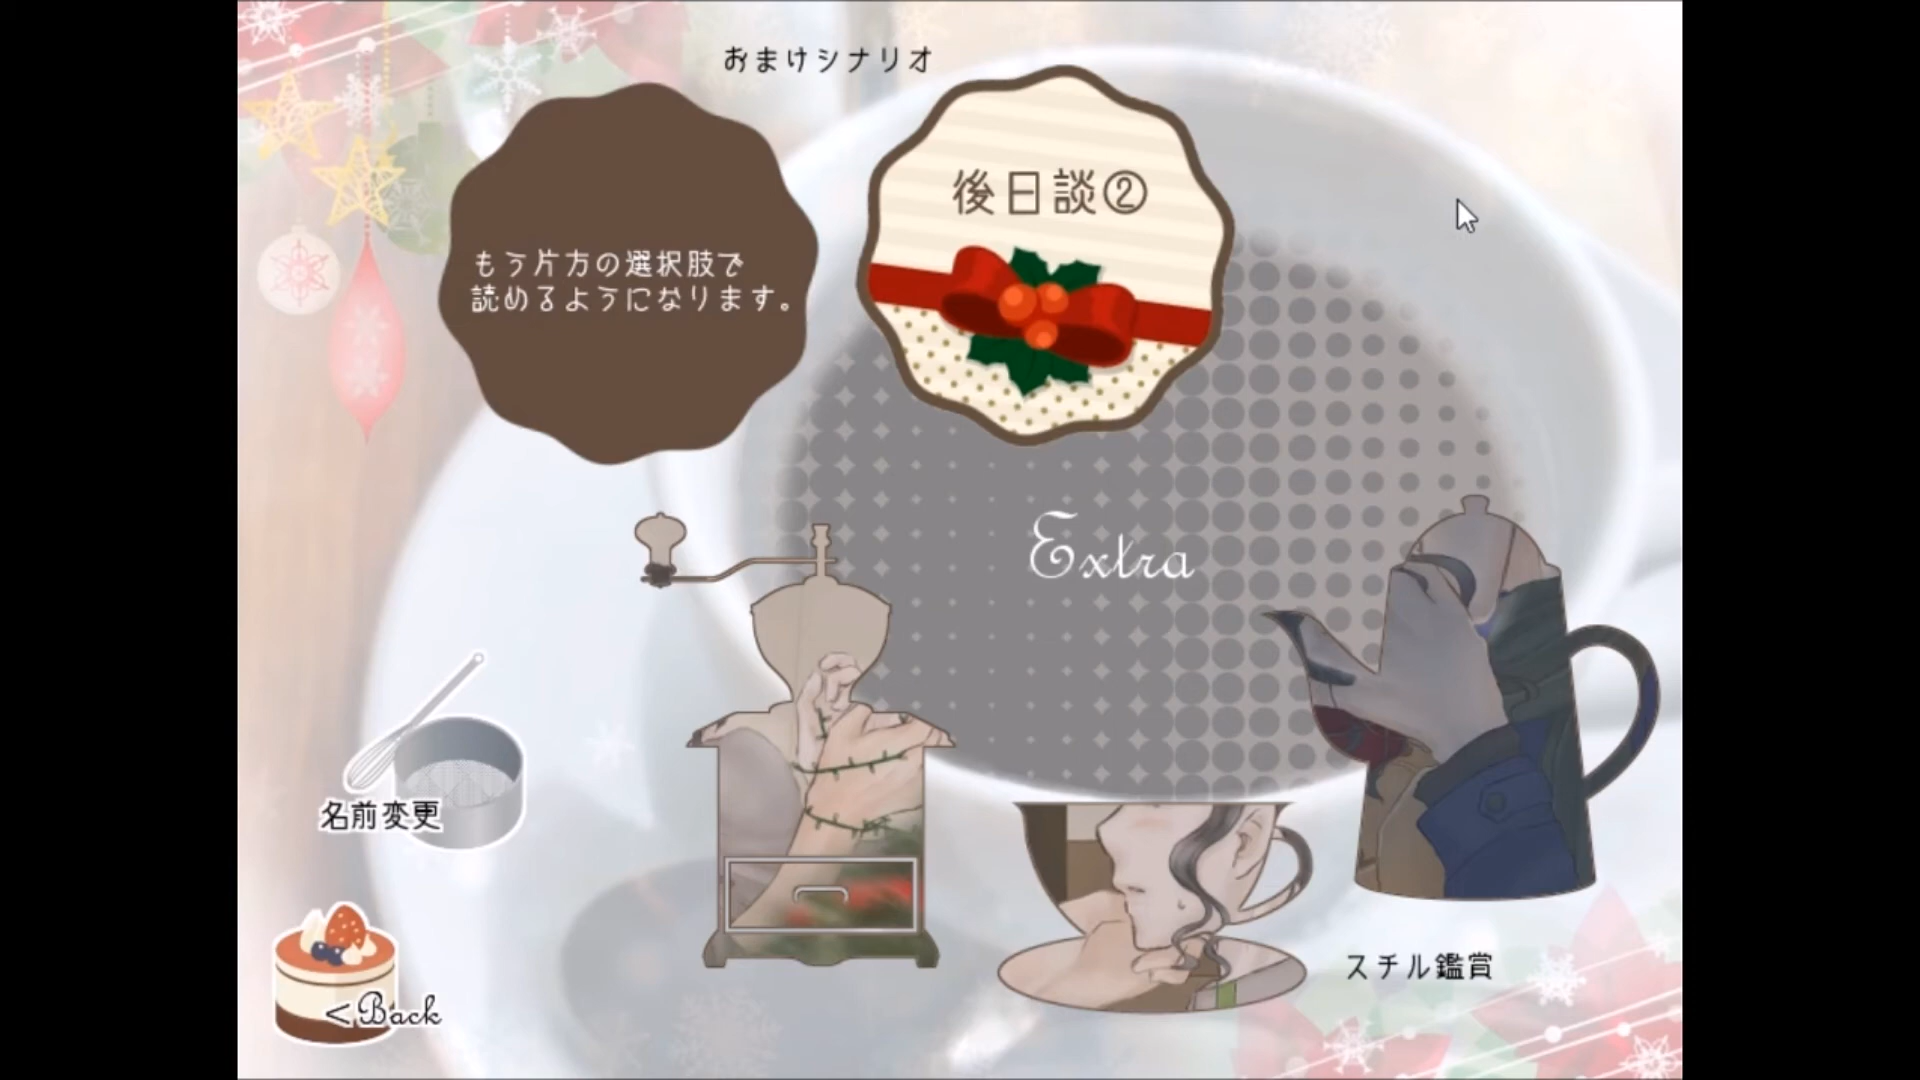 おまけシナリオ
もう片方の選択肢で
読めるようになります。
後日談②
Extra
名前変更
スチル鑑賞
<Back